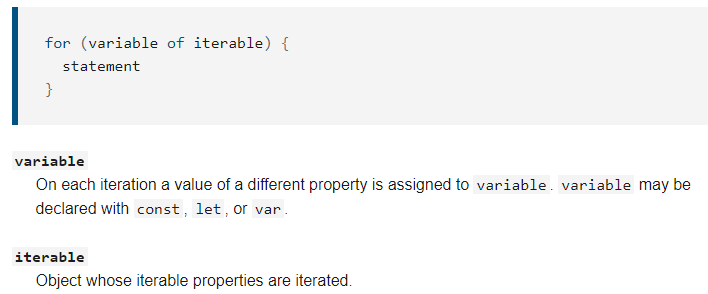 for (variable of iterable) {
  statement
}
variable
On each iteration a value of a different property is assigned to variable. variable may be
declared with const, let, or var.
iterable
Object whose iterable properties are iterated.